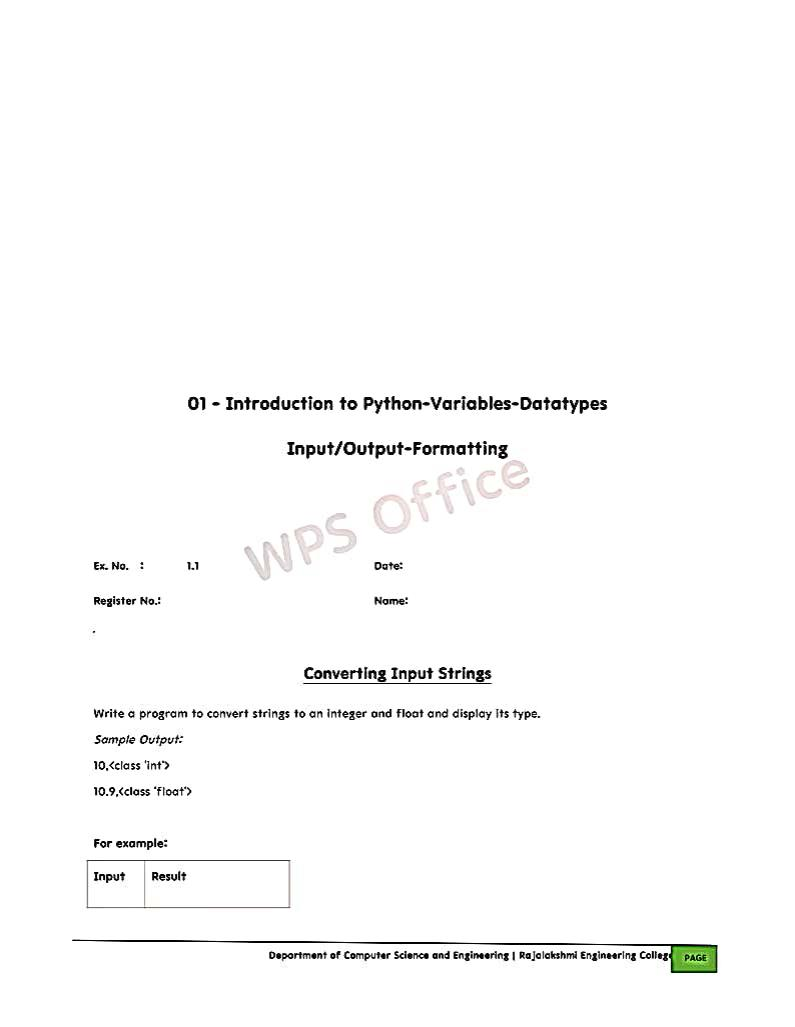 01 - Introduction to Python-Variables-Datatypes
Input/Output-Formatting
WPS Office
Ex. No. : 1.1 Date:
Register No.: Name:
.
Converting Input Strings
Write a program to convert strings to an integer and float and display its type.
Sample Output:
10,<class 'int'>
10.9,<class 'float'>
For example:
Input Result
Department of Computer Science and Engineering | Rajalakshmi Engineering College PAGE